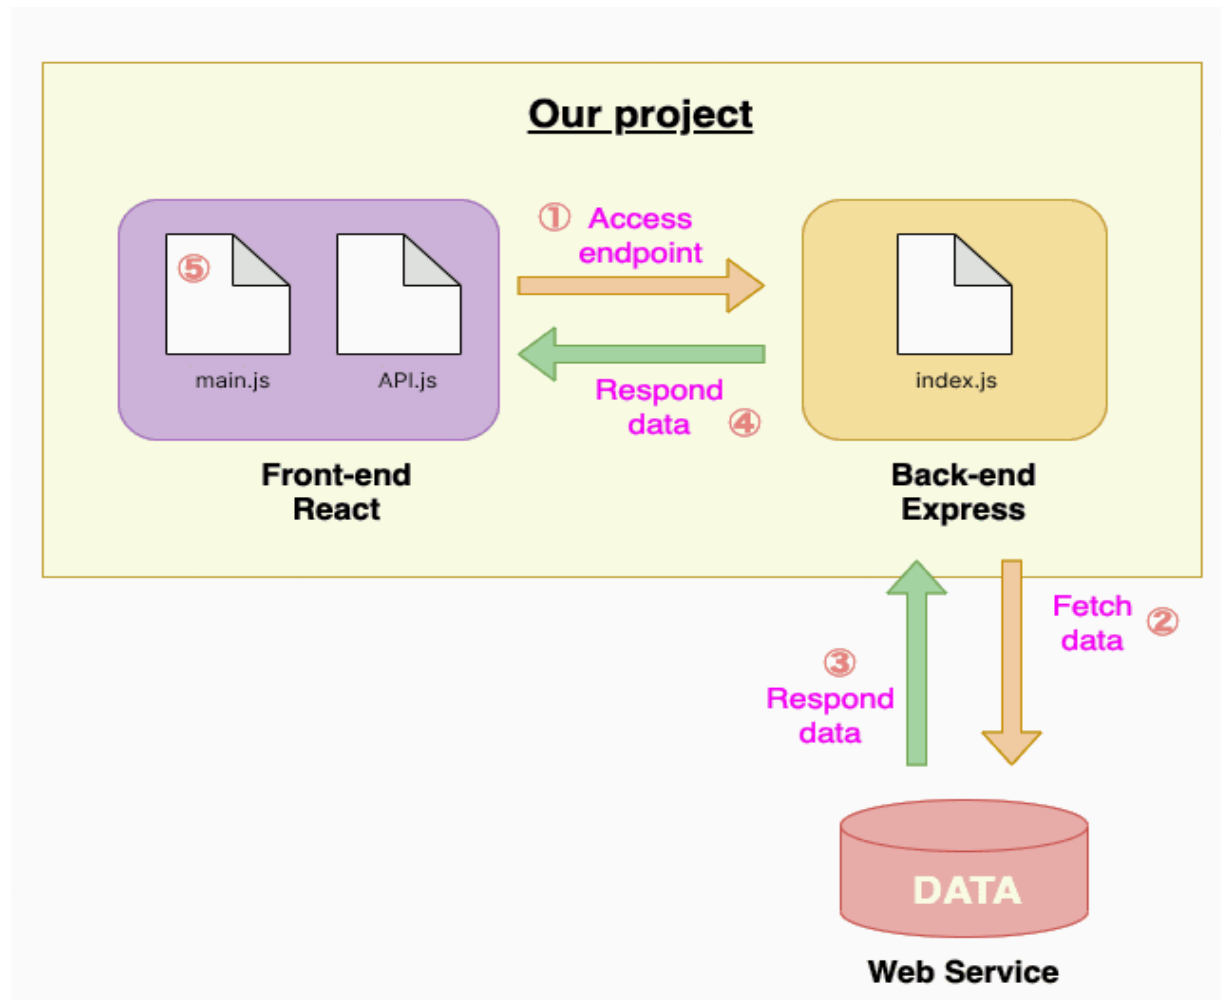 Our project
① Access
endpoint
⑤
main.js
API.js
index.js
Respond
data ④
Front-end
React
Back-end
Express
Fetch
data ②
③
Respond
data
DATA
Web Service